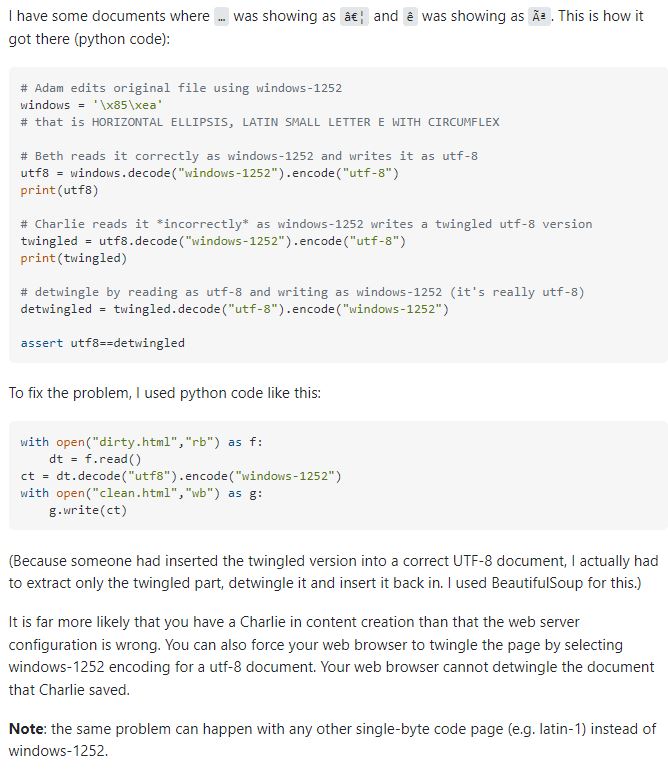 I have some documents where … was showing as â€¦ and ê was showing as Ãª. This is how it
got there (python code):
# Adam edits original file using windows-1252
windows = '\x85\xea'
# that is HORIZONTAL ELLIPSIS, LATIN SMALL LETTER E WITH CIRCUMFLEX
# Beth reads it correctly as windows-1252 and writes it as utf-8
utf8 = windows.decode("windows-1252").encode("utf-8")
print(utf8)
# Charlie reads it *incorrectly* as windows-1252 writes a twingled utf-8 version
twingled = utf8.decode("windows-1252").encode("utf-8")
print(twingled)
# detwingle by reading as utf-8 and writing as windows-1252 (it's really utf-8)
detwingled = twingled.decode("utf-8").encode("windows-1252")
assert utf8==detwingled
To fix the problem, I used python code like this:
with open("dirty.html","rb") as f:
    dt = f.read()
ct = dt.decode("utf8").encode("windows-1252")
with open("clean.html","wb") as g:
    g.write(ct)
(Because someone had inserted the twingled version into a correct UTF-8 document, I actually had
to extract only the twingled part, detwingle it and insert it back in. I used BeautifulSoup for this.)
It is far more likely that you have a Charlie in content creation than that the web server
configuration is wrong. You can also force your web browser to twingle the page by selecting
windows-1252 encoding for a utf-8 document. Your web browser cannot detwingle the document
that Charlie saved.
Note: the same problem can happen with any other single-byte code page (e.g. latin-1) instead of
windows-1252.